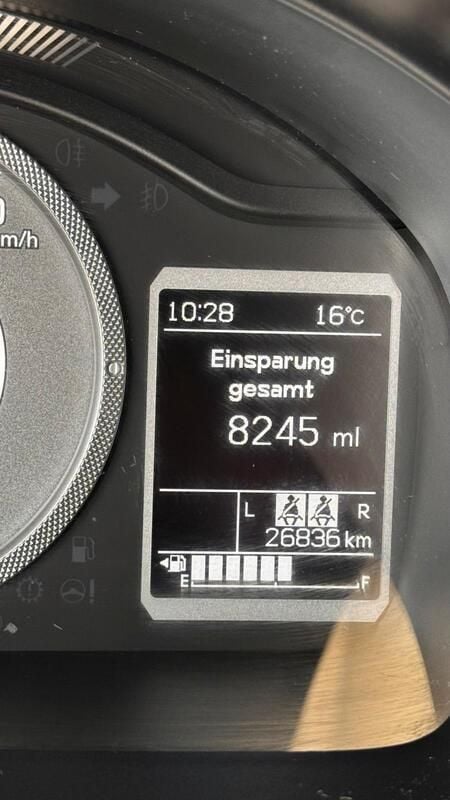 m/h
10:28 16°C
Einsparung
gesamt
8245 ml
L R
26836 km
E F